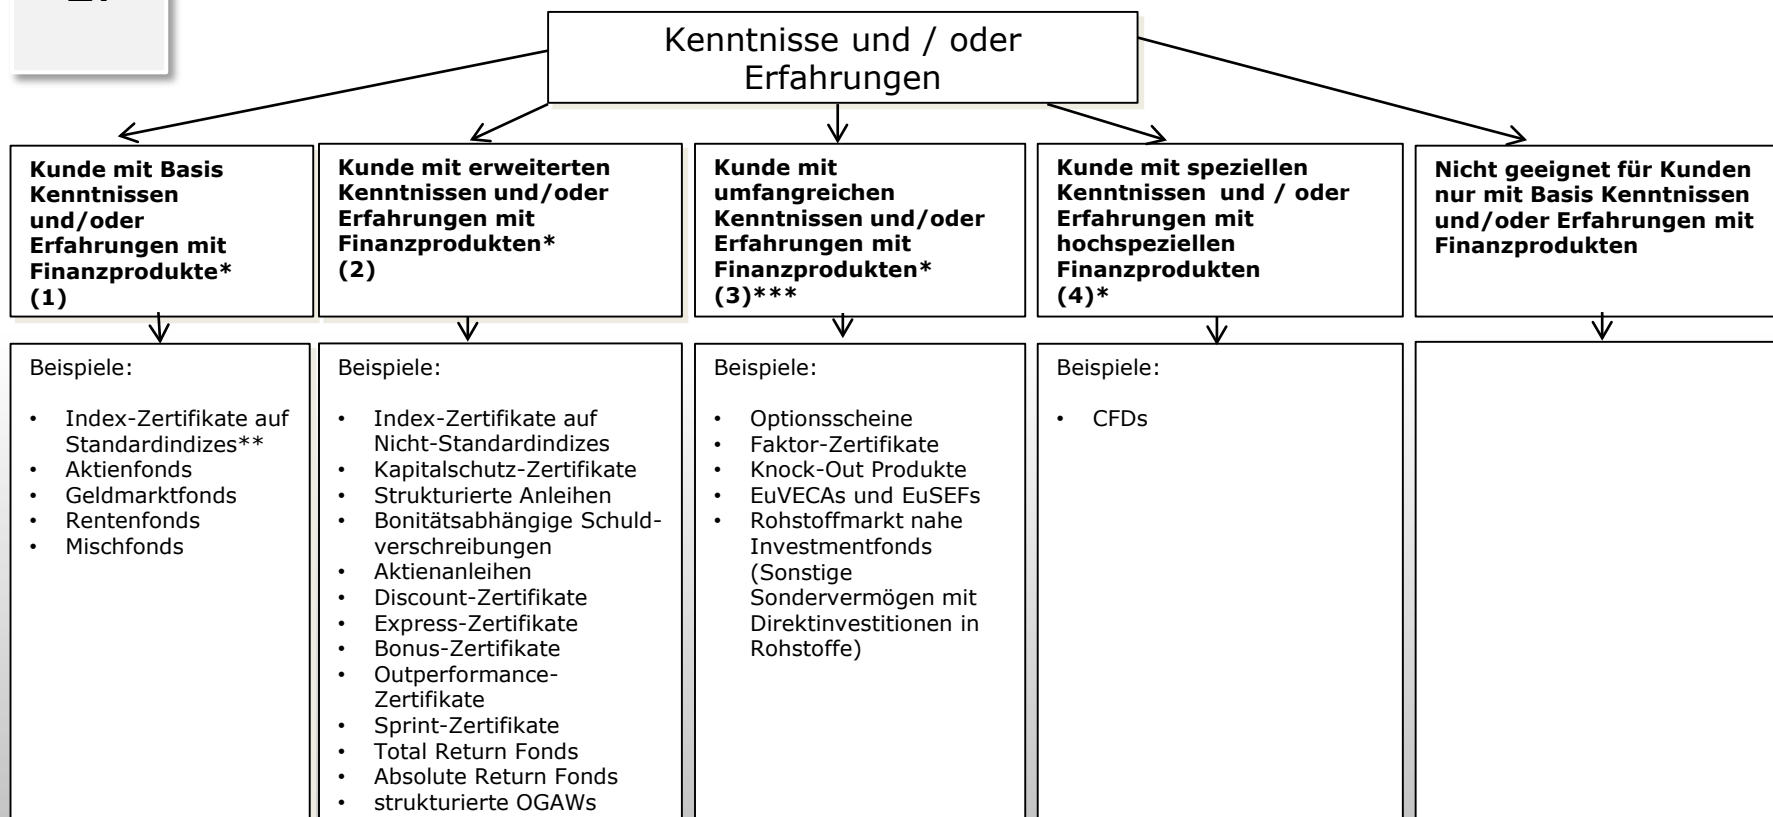 Kenntnisse und / oder
Erfahrungen
Kunde mit Basis
Kenntnissen
und/oder
Erfahrungen mit
Finanzprodukte*
(1)
Kunde mit erweiterten
Kenntnissen und/oder
Erfahrungen mit
Finanzprodukten*
(2)
Kunde mit
umfangreichen
Kenntnissen und/oder
Erfahrungen mit
Finanzprodukten*
(3)***
Kunde mit speziellen
Kenntnissen und / oder
Erfahrungen mit
hochspeziellen
Finanzprodukten
(4)*
Nicht geeignet für Kunden
nur mit Basis Kenntnissen
und/oder Erfahrungen mit
Finanzprodukten
Beispiele:
• Index-Zertifikate auf
Standardindizes**
• Aktienfonds
• Geldmarktfonds
• Rentenfonds
• Mischfonds
Beispiele:
• Index-Zertifikate auf
Nicht-Standardindizes
• Kapitalschutz-Zertifikate
• Strukturierte Anleihen
• Bonitätsabhängige Schuld-
verschreibungen
• Aktienanleihen
• Discount-Zertifikate
• Express-Zertifikate
• Bonus-Zertifikate
• Outperformance-
Zertifikate
• Sprint-Zertifikate
• Total Return Fonds
• Absolute Return Fonds
• strukturierte OGAWs
Beispiele:
• Optionsscheine
• Faktor-Zertifikate
• Knock-Out Produkte
• EuVECAs und EuSEFs
• Rohstoffmarkt nahe
Investmentfonds
(Sonstige
Sondervermögen mit
Direktinvestitionen in
Rohstoffe)
Beispiele:
• CFDs